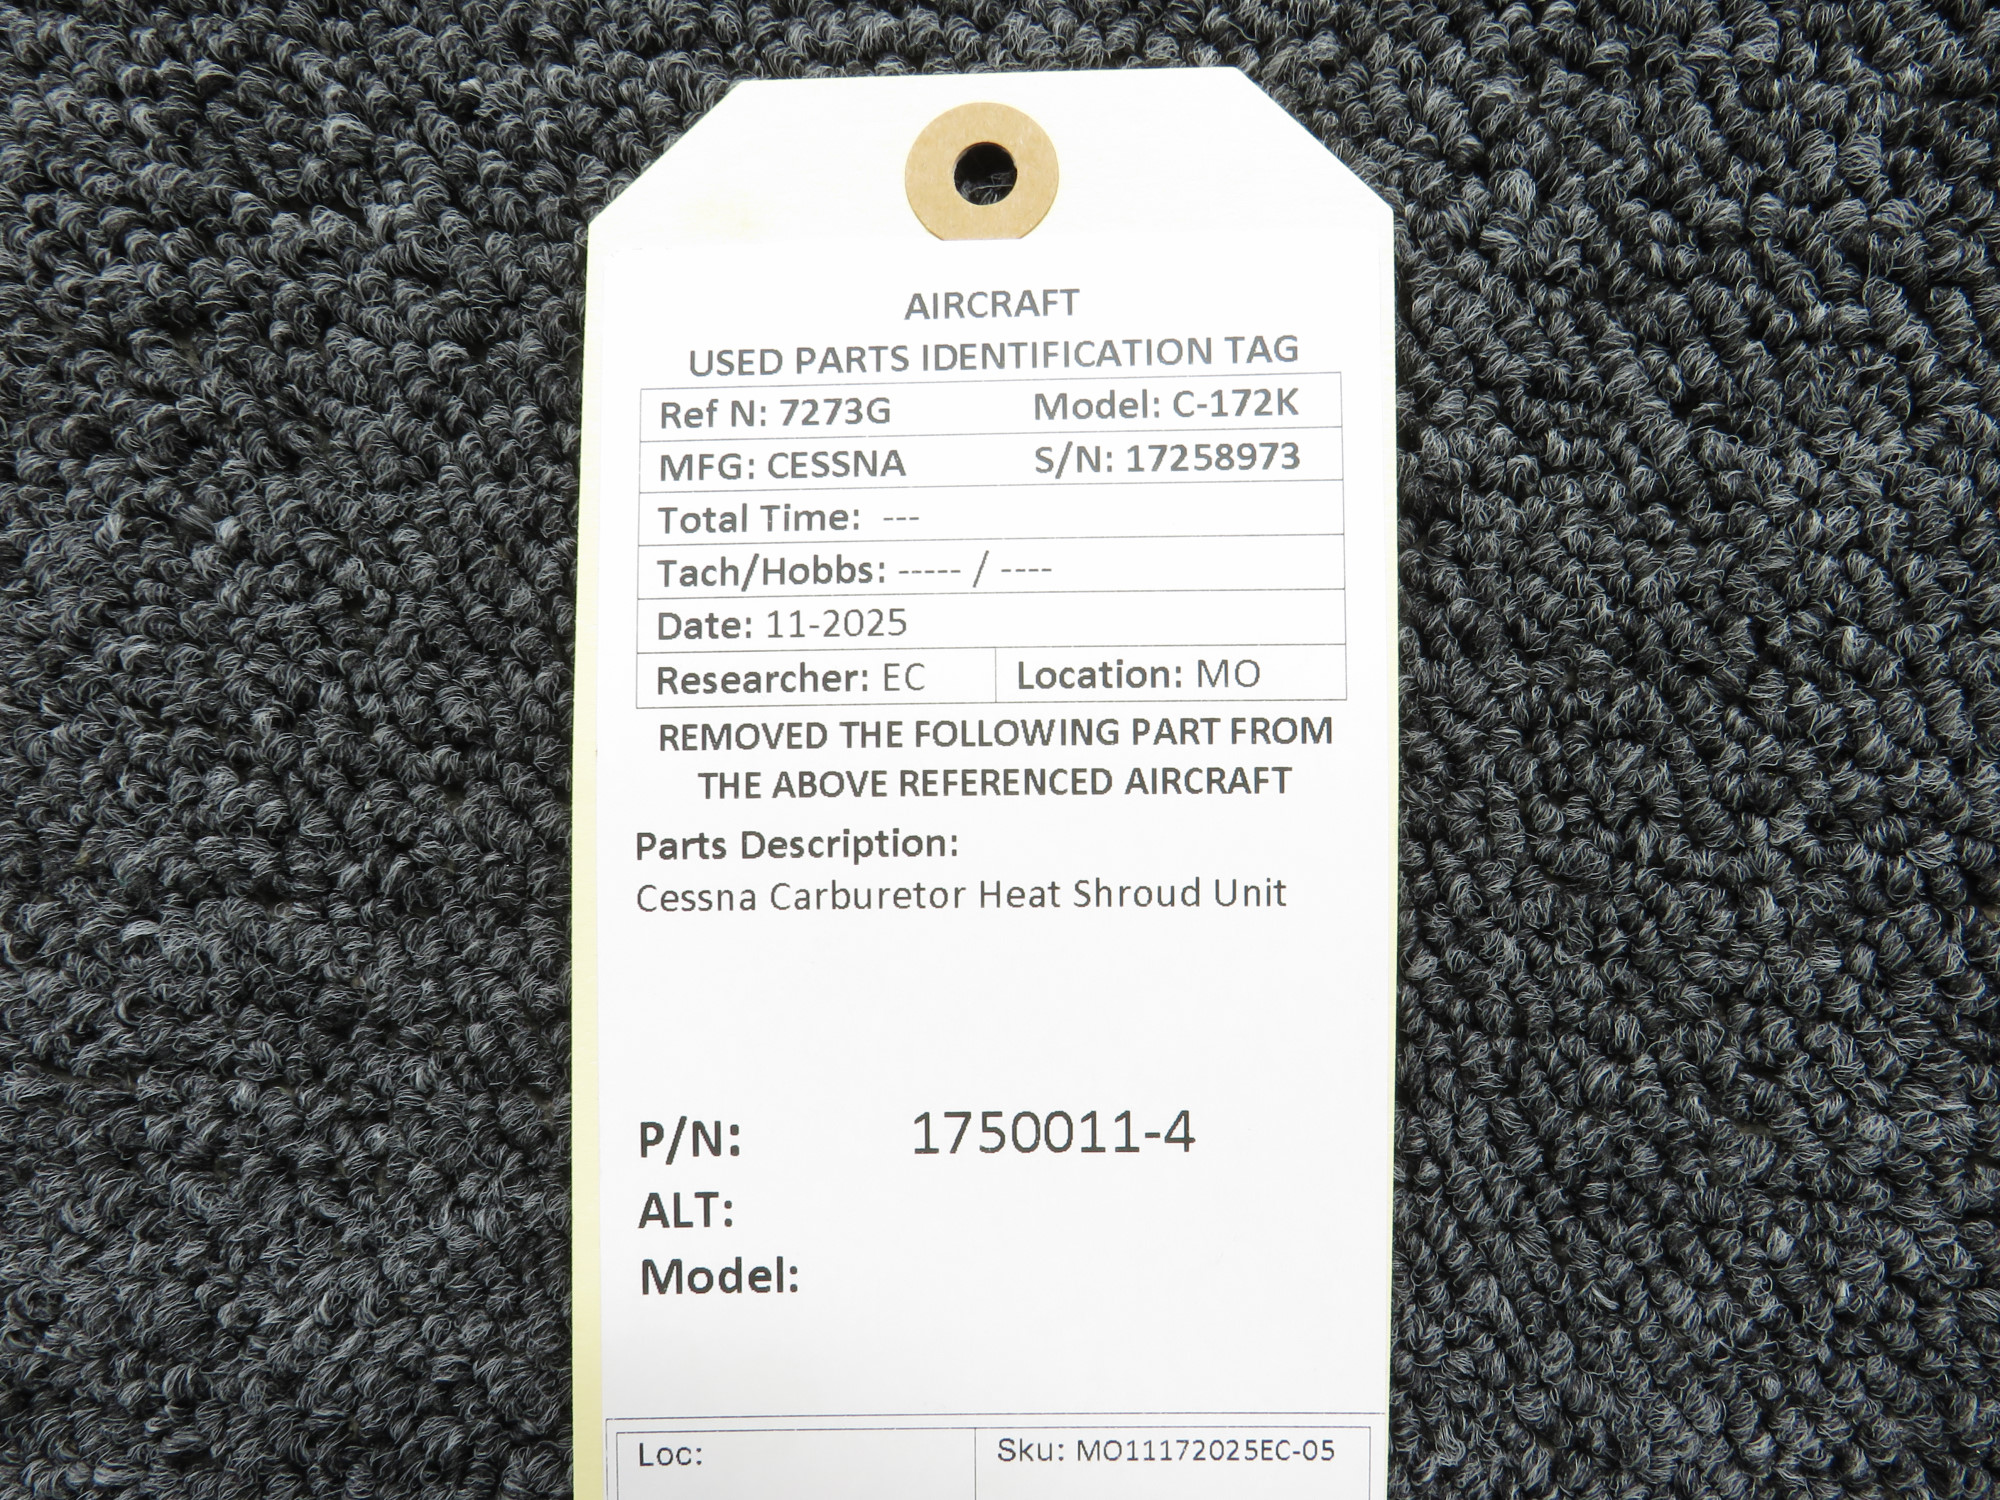 AIRCRAFT
USED PARTS IDENTIFICATION TAG
Ref N: 7273G Model: C-172K
MFG: CESSNA S/N: 17258973
Total Time: ---
Tach/Hobbs: ----- / ----
Date: 11-2025
Researcher: EC Location: MO
REMOVED THE FOLLOWING PART FROM
THE ABOVE REFERENCED AIRCRAFT
Parts Description:
Cessna Carburetor Heat Shroud Unit
P/N: 1750011-4
ALT:
Model:
Loc: Sku: MO11172025EC-05